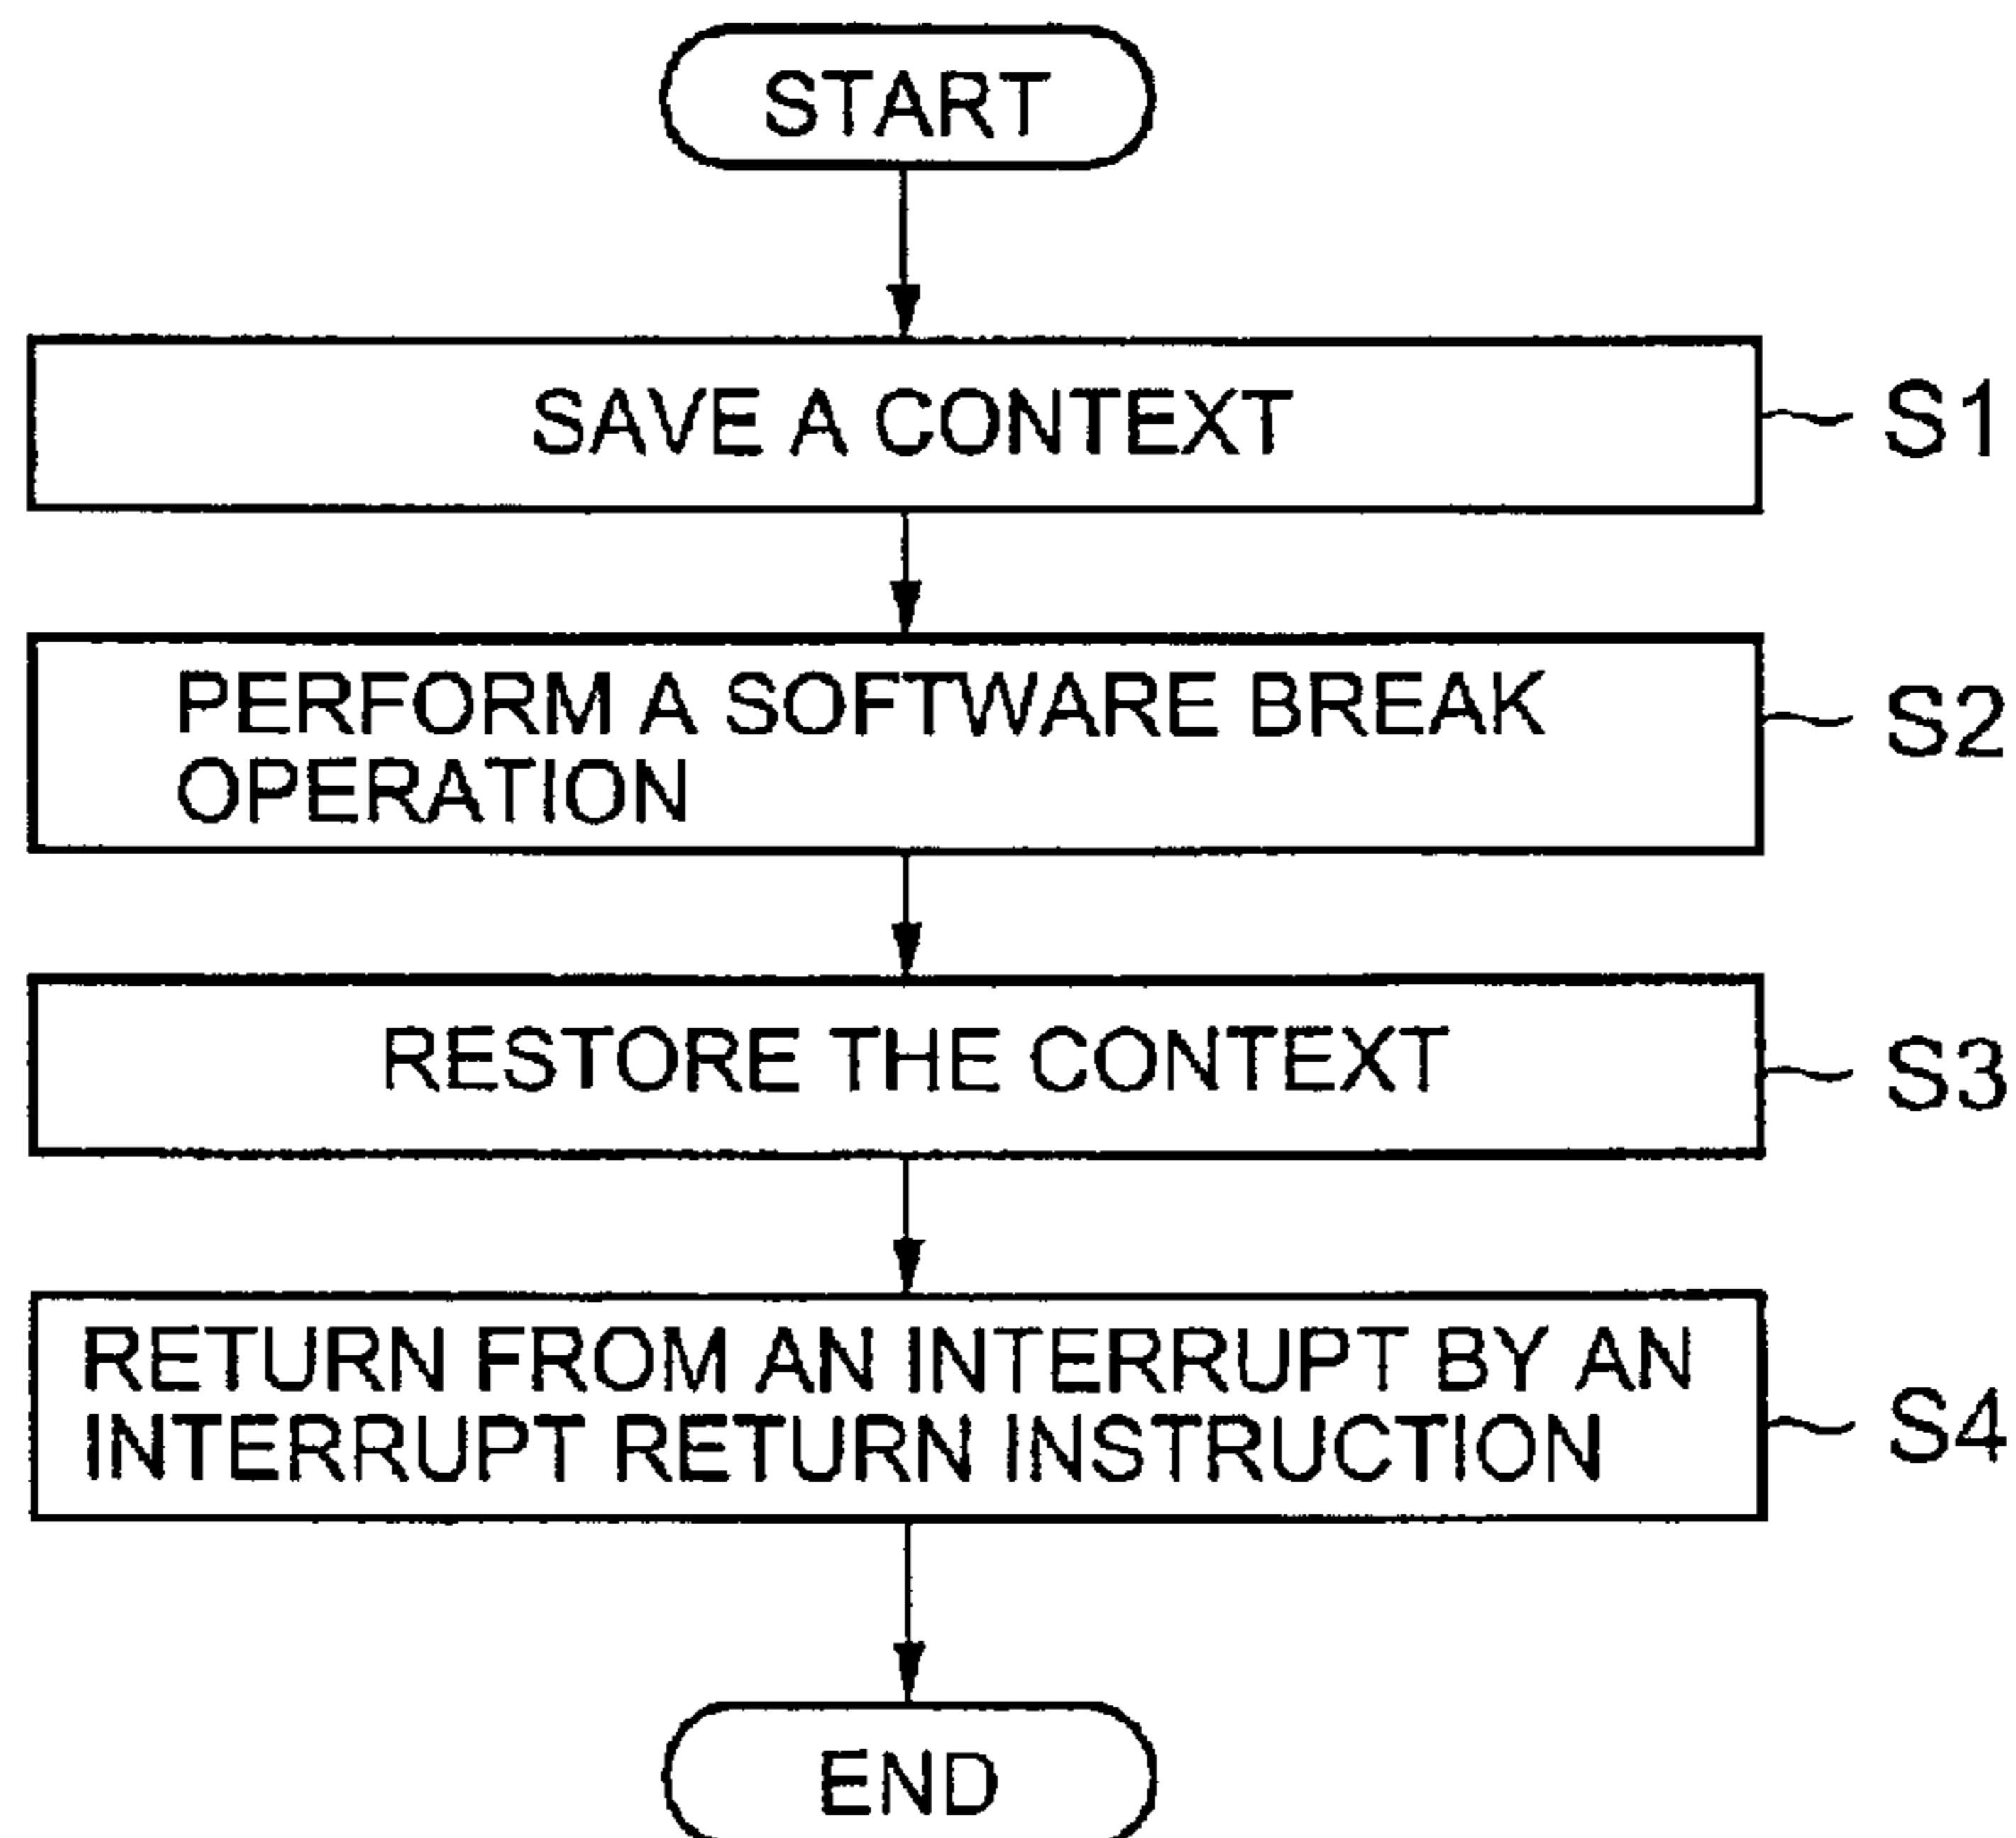 START
SAVE A CONTEXT
S1
PERFORM A SOFTWARE BREAK
OPERATION
S2
RESTORE THE CONTEXT
S3
RETURN FROM AN INTERRUPT BY AN
INTERRUPT RETURN INSTRUCTION
S4
END